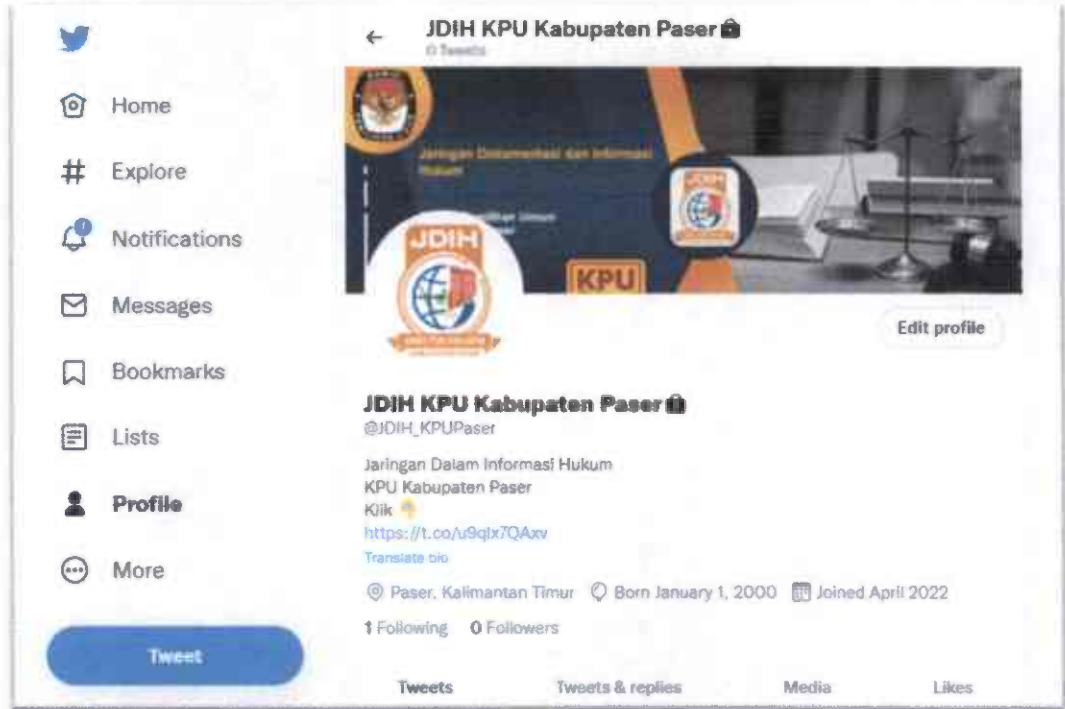 JDIH KPU Kabupaten Paser
0 Tweets
Home
Explore
1
Notifications
Messages
Bookmarks
Lists
Profile
More
Tweet
Jaringan Dokumentasi dan Informasi
Hukum
Umum
JDIH
KPU
JDIH
Edit profile
JDIH KPU Kabupaten Paser
@JDIH_KPUPaser
Jaringan Dalam Informasi Hukum
KPU Kabupaten Paser
Klik 👇
https://t.co/u9qIx7QAxv
Translate bio
Paser, Kalimantan Timur Born January 1, 2000 Joined April 2022
1 Following 0 Followers
Tweets Tweets & replies Media Likes